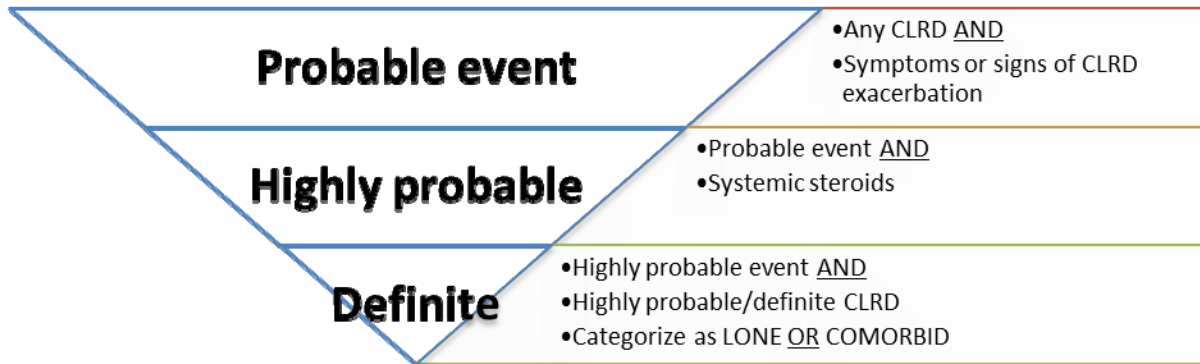 Probable event
•Any CLRD AND
•Symptoms or signs of CLRD
exacerbation
Highly probable
•Probable event AND
•Systemic steroids
Definite
•Highly probable event AND
•Highly probable/definite CLRD
•Categorize as LONE OR COMORBID